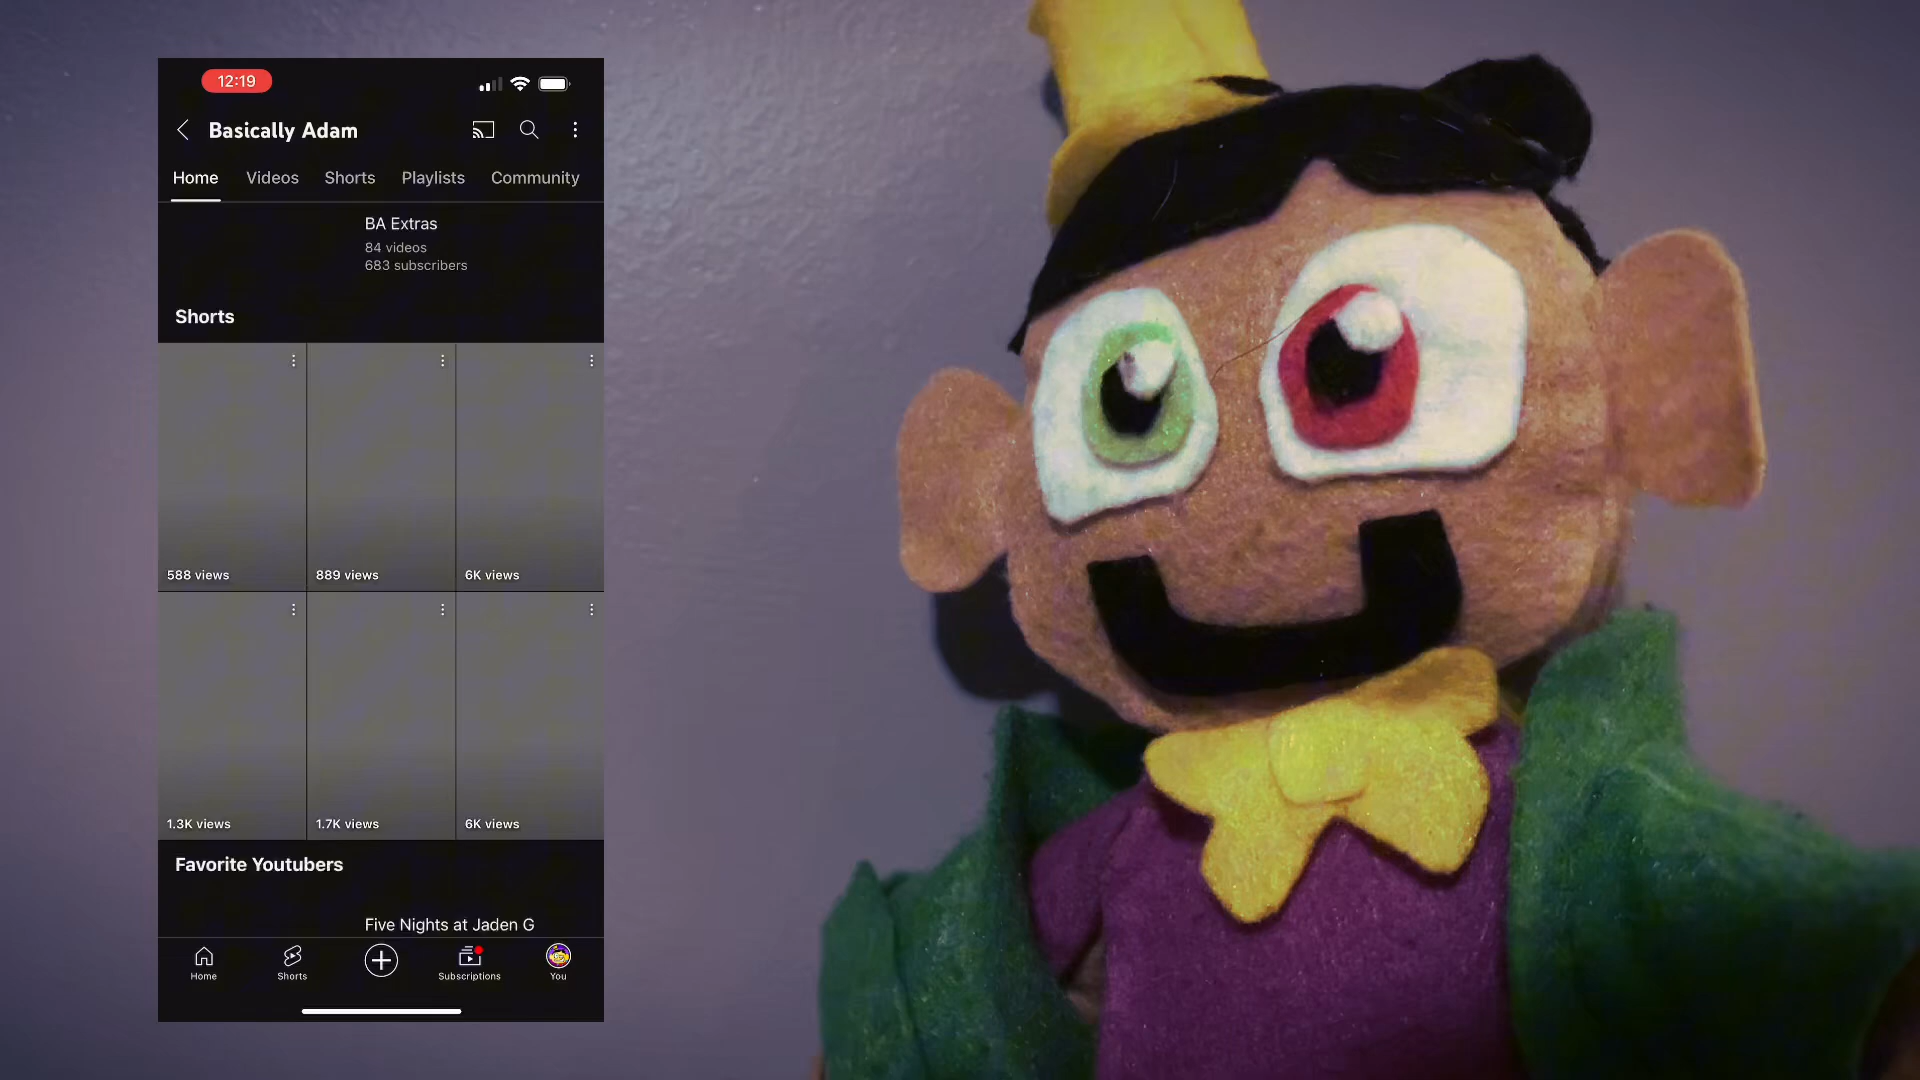 12:19
Basically Adam
Home Videos Shorts Playlists Community
BA Extras
84 videos
683 subscribers
Shorts
588 views 889 views 6K views
1.3K views 1.7K views 6K views
Favorite Youtubers
Five Nights at Jaden G
Home Shorts Subscriptions You